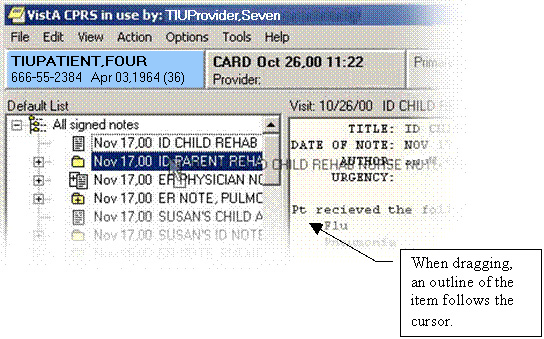 VistA CPRS in use by: TIUProvider,Seven
File Edit View Action Options Tools Help
TIUPATIENT,FOUR
666-55-2384 Apr 03,1964 (36)
CARD Oct 26,00 11:22
Provider:
Default List
Visit: 10/26/00 ID CHILD
All signed notes
Nov 17,00 ID CHILD REHAB
Nov 17,00 ID PARENT REHA
Nov 17,00 ER PHYSICIAN NO
Nov 17,00 ER NOTE, PULMO
Nov 17,00 SUSAN'S CHILD A
Nov 17,00 SUSAN'S ID NOTE
Nov 17,00
TITLE: ID
DATE OF NOTE: NOV
CHILD REHAB NURSE NOTE
AUTHOR:
URGENCY:
Pt recieved the
Flu
Pneumonia
When dragging,
an outline of the
item follows the
cursor.